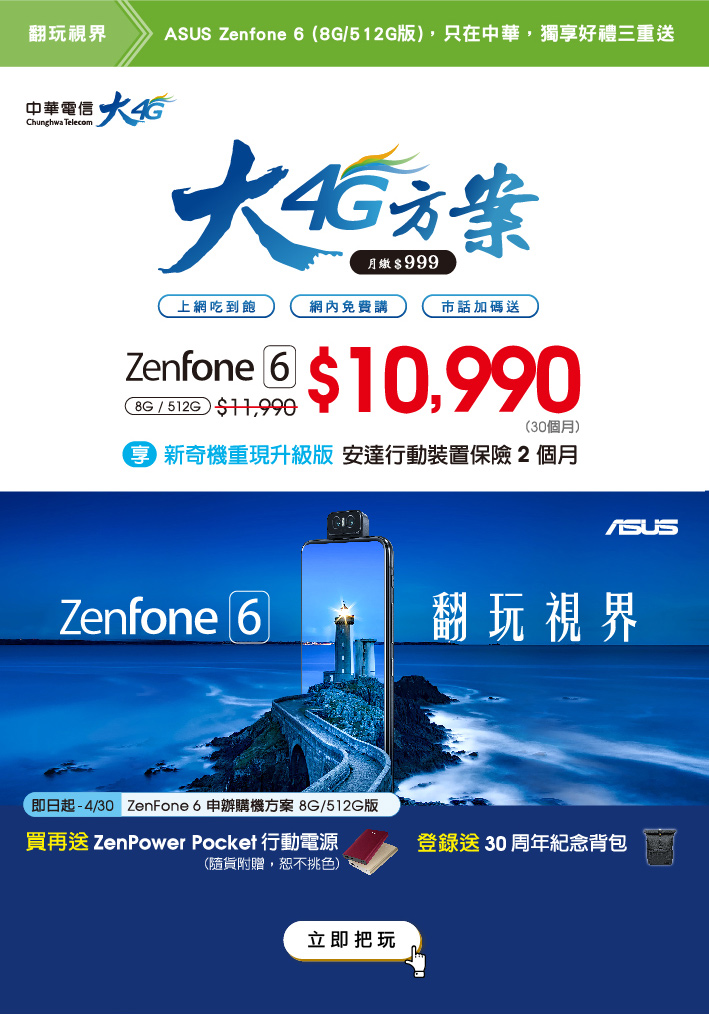 翻玩視界
ASUS Zenfone 6 (8G/512G版)，只在中華，獨享好禮三重送
中華電信 大4G
Chunghwa Telecom
大4G方案
月繳$999
上網吃到飽
網內免費講
市話加碼送
Zenfone 6 $10,990
8G / 512G $11,990
(30個月)
享 新奇機重現升級版 安達行動裝置保險 2 個月
ASUS
Zenfone 6
翻玩視界
即日起-4/30 ZenFone 6 申辦購機方案 8G/512G版
買再送 ZenPower Pocket 行動電源
(隨貨附贈，恕不挑色)
登錄送 30 周年紀念背包
立即把玩